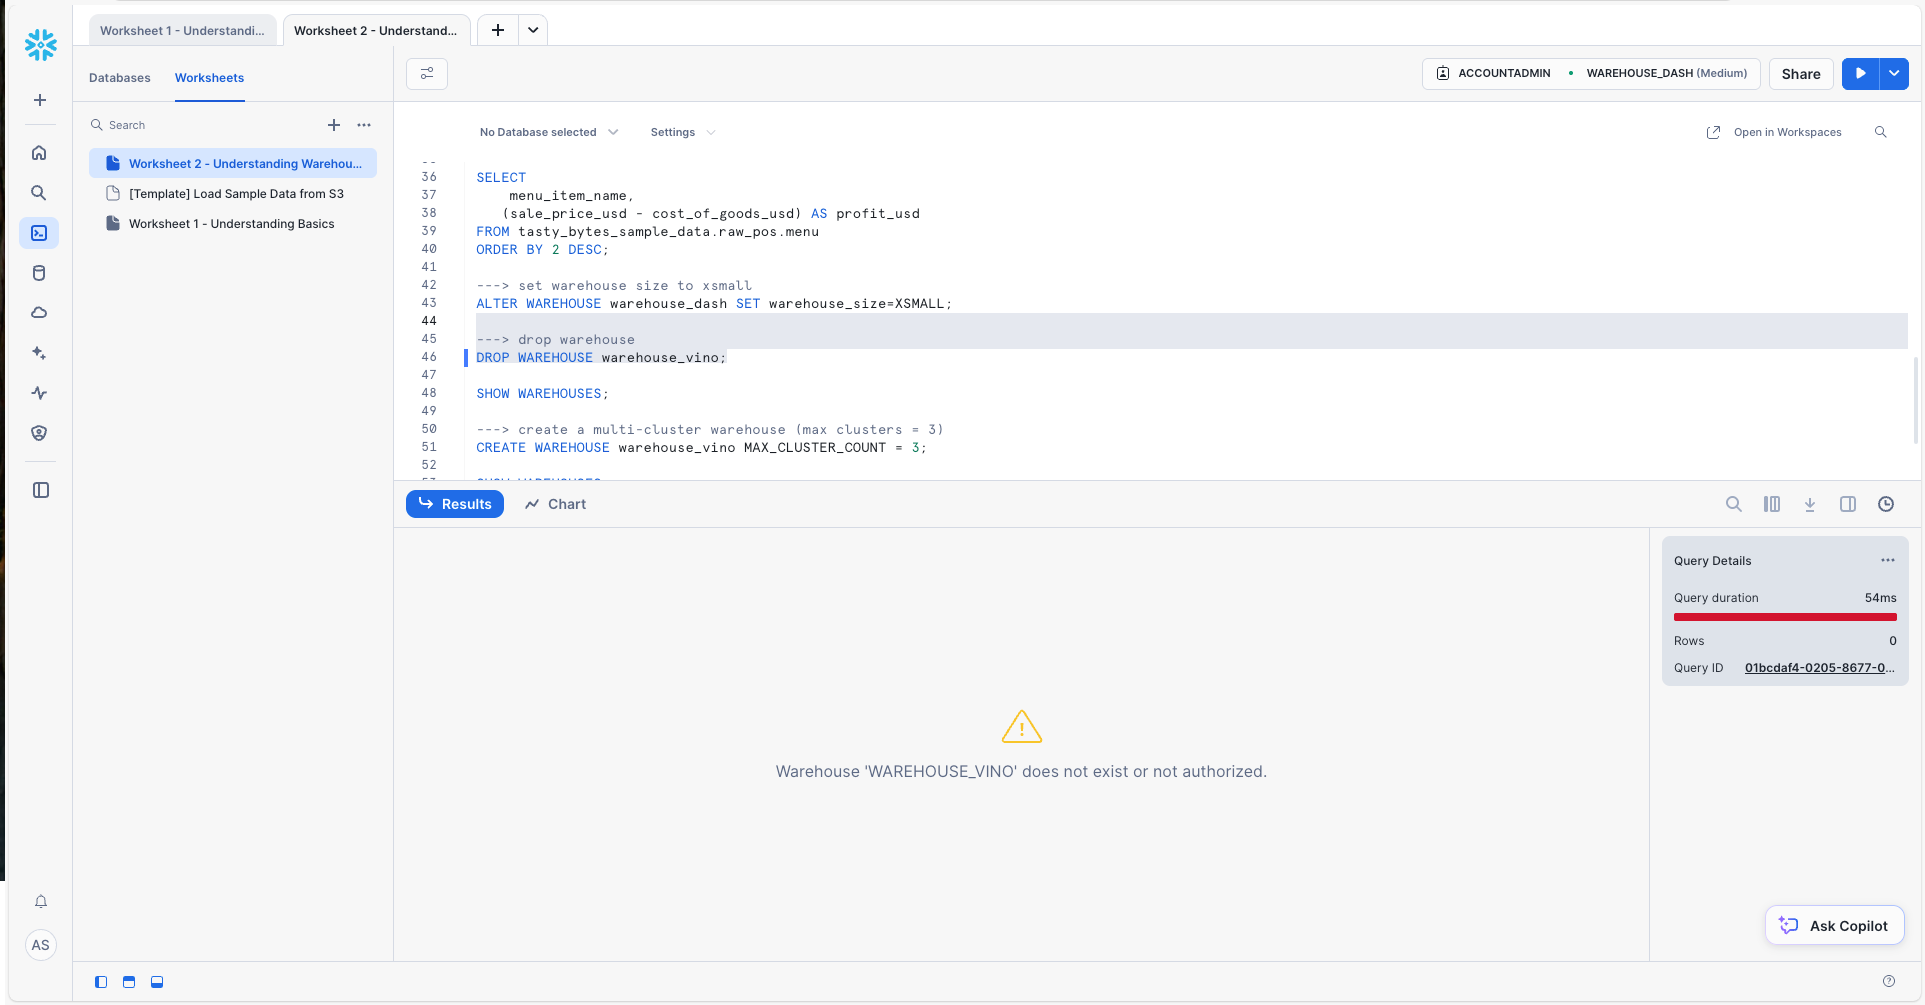 Worksheet 1 - Understandi...
Worksheet 2 - Understand...
Databases
Worksheets
ACCOUNTADMIN
WAREHOUSE_DASH (Medium)
Share
Search
Worksheet 2 - Understanding Warehou...
[Template] Load Sample Data from S3
Worksheet 1 - Understanding Basics
No Database selected
Settings
Open in Workspaces
36 SELECT
37 menu_item_name,
38 (sale_price_usd - cost_of_goods_usd) AS profit_usd
39 FROM tasty_bytes_sample_data.raw_pos.menu
40 ORDER BY 2 DESC;
41
42 ---> set warehouse size to xsmall
43 ALTER WAREHOUSE warehouse_dash SET warehouse_size=XSMALL;
44
45 ---> drop warehouse
46 DROP WAREHOUSE warehouse_vino;
47
48 SHOW WAREHOUSES;
49
50 ---> create a multi-cluster warehouse (max clusters = 3)
51 CREATE WAREHOUSE warehouse_vino MAX_CLUSTER_COUNT = 3;
52
Results
Chart
Query Details
Query duration 54ms
Rows 0
Query ID 01bcdaf4-0205-8677-0...
Warehouse 'WAREHOUSE_VINO' does not exist or not authorized.
Ask Copilot
AS